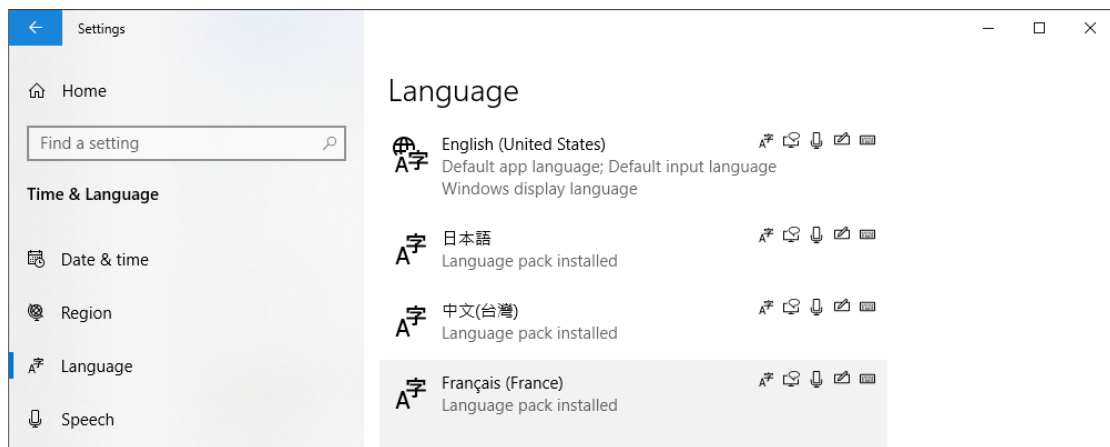 Settings
Home
Find a setting
Time & Language
Date & time
Region
Language
Speech
Language
English (United States)
Default app language; Default input language
Windows display language
日本語
Language pack installed
中文(台灣)
Language pack installed
Français (France)
Language pack installed